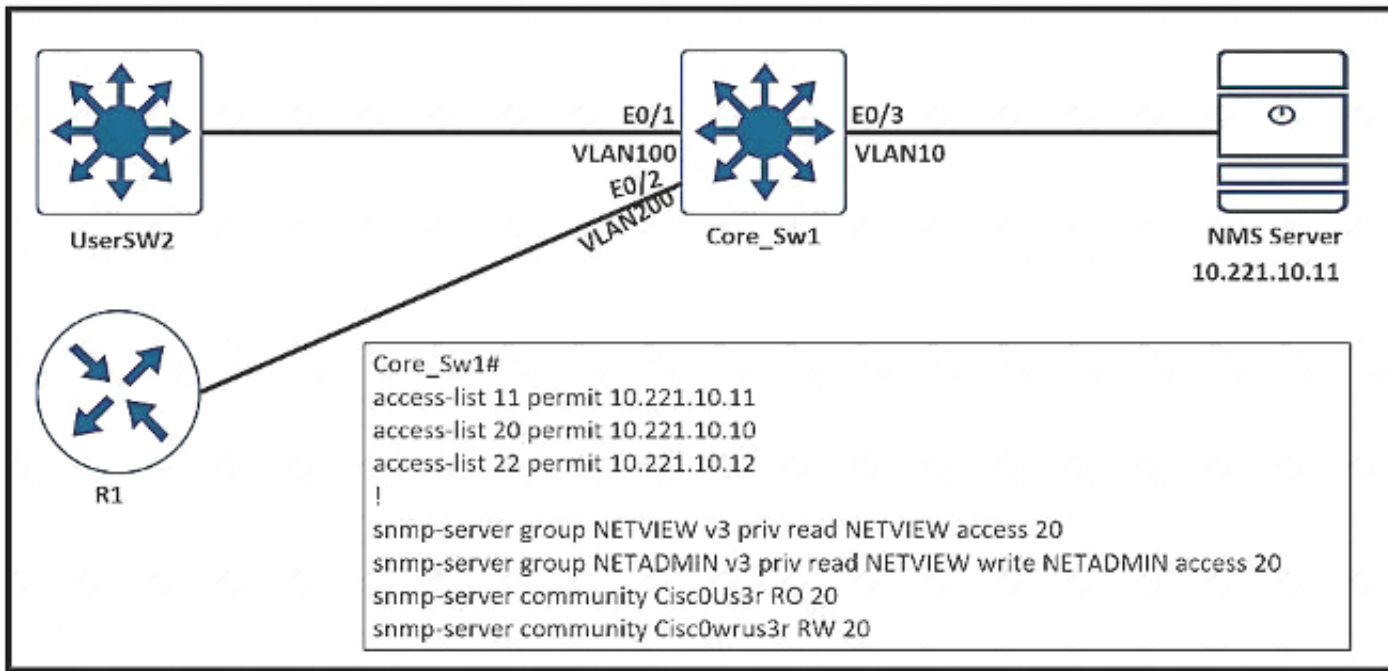 E0/1
E0/3
VLAN100
VLAN10
E0/2
VLAN200
UserSW2
Core_Sw1
NMS Server
10.221.10.11
R1
Core_Sw1#
access-list 11 permit 10.221.10.11
access-list 20 permit 10.221.10.10
access-list 22 permit 10.221.10.12
!
snmp-server group NETVIEW v3 priv read NETVIEW access 20
snmp-server group NETADMIN v3 priv read NETVIEW write NETADMIN access 20
snmp-server community Cisc0Us3r RO 20
snmp-server community Cisc0wrus3r RW 20